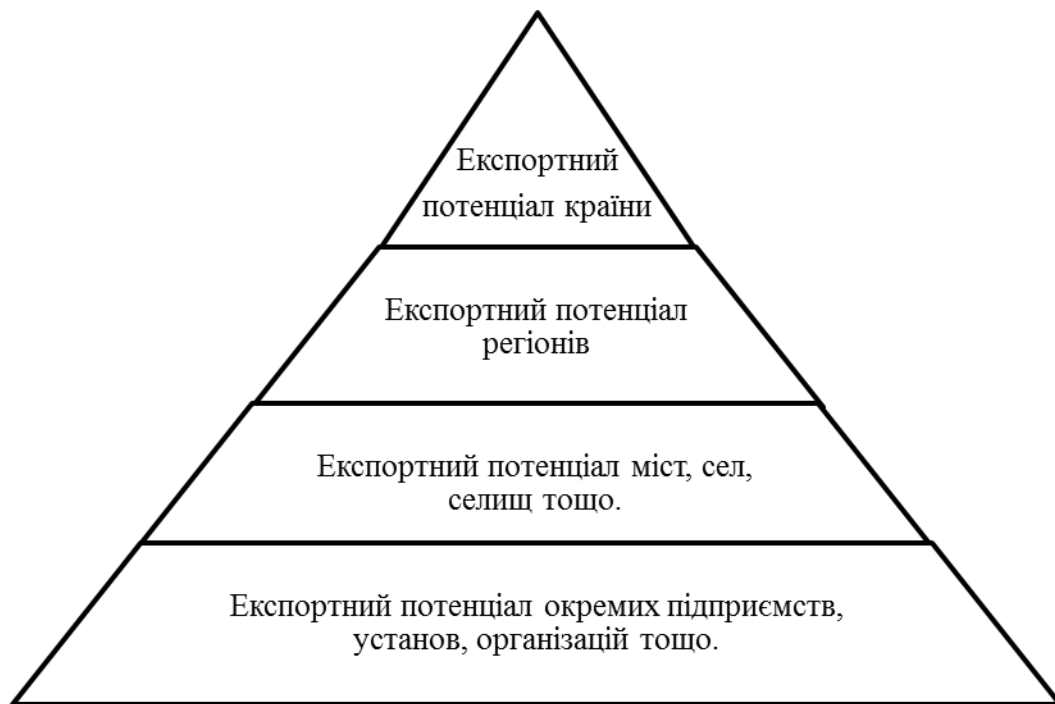 Експортний
потенціал країни
Експортний потенціал
регіонів
Експортний потенціал міст, сел,
селищ тощо.
Експортний потенціал окремих підприємств,
установ, організацій тощо.